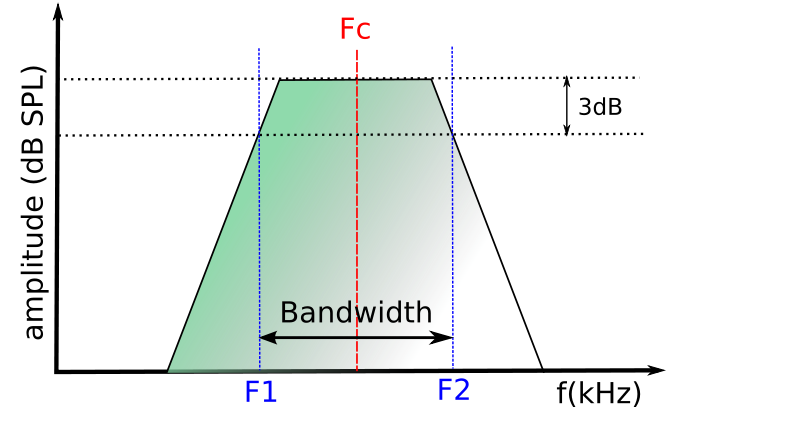 Fc
3dB
amplitude (dB SPL)
Bandwidth
F1
F2
f(kHz)